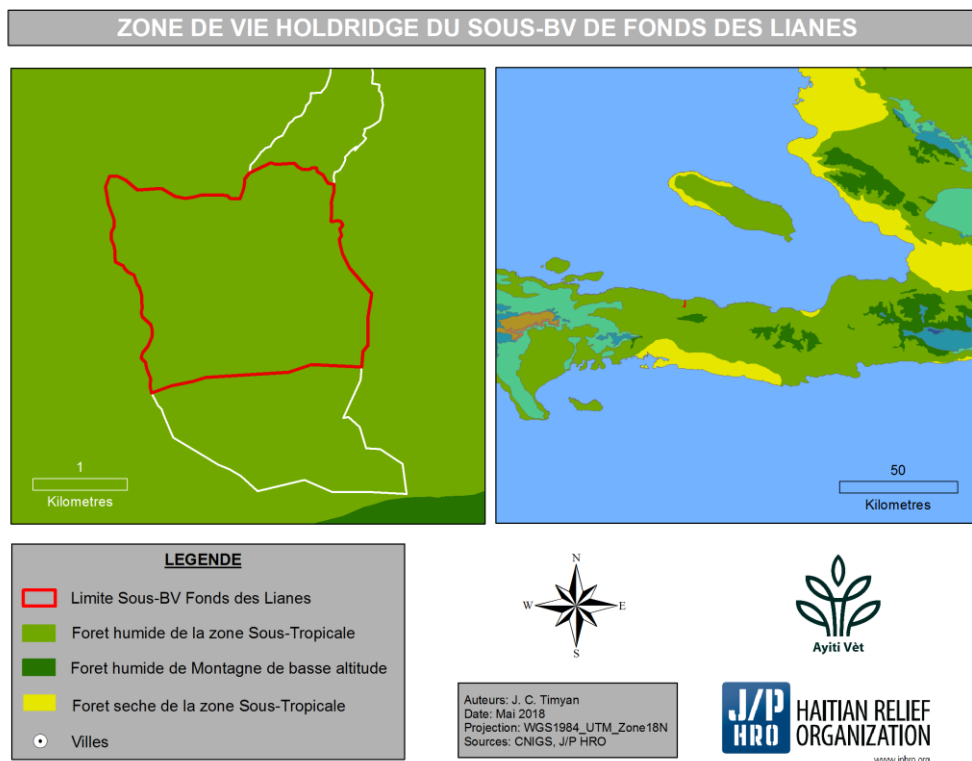 ZONE DE VIE HOLDRIDGE DU SOUS-BV DE FONDS DES LIANES
1
Kilometres
50
Kilometres
LEGENDE
Limite Sous-BV Fonds des Lianes
Foret humide de la zone Sous-Tropicale
Foret humide de Montagne de basse altitude
Foret seche de la zone Sous-Tropicale
Villes
N
W
E
S
Ayiti Vèt
Auteurs: J. C. Timyan
Date: Mai 2018
Projection: WGS1984_UTM_Zone18N
Sources: CNIGS, J/P HRO
J/P
HRO
HAITIAN RELIEF
ORGANIZATION
www.jphro.org